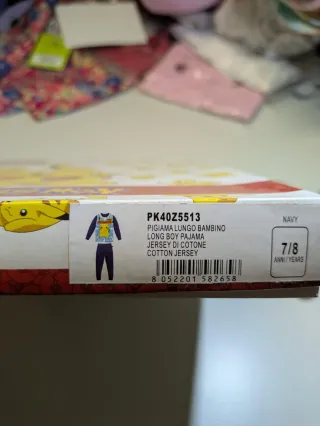 PK40Z5513
PIGIAMA LUNGO BAMBINO
LONG BOY PAJAMA
JERSEY DI COTONE
COTTON JERSEY
8 052201 582658
NAVY
7/8
ANNI / YEARS